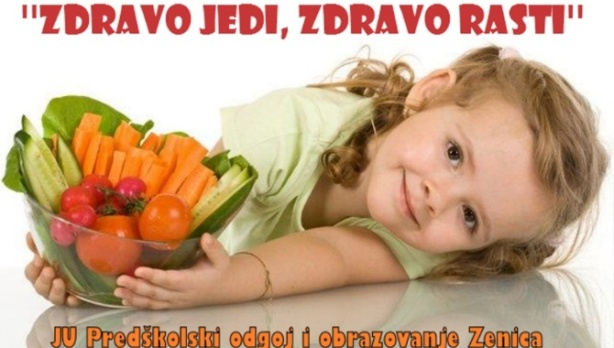 "ZDRAVO JEDI, ZDRAVO RASTI"
JU Predškolski odgoj i obrazovanje Zenica